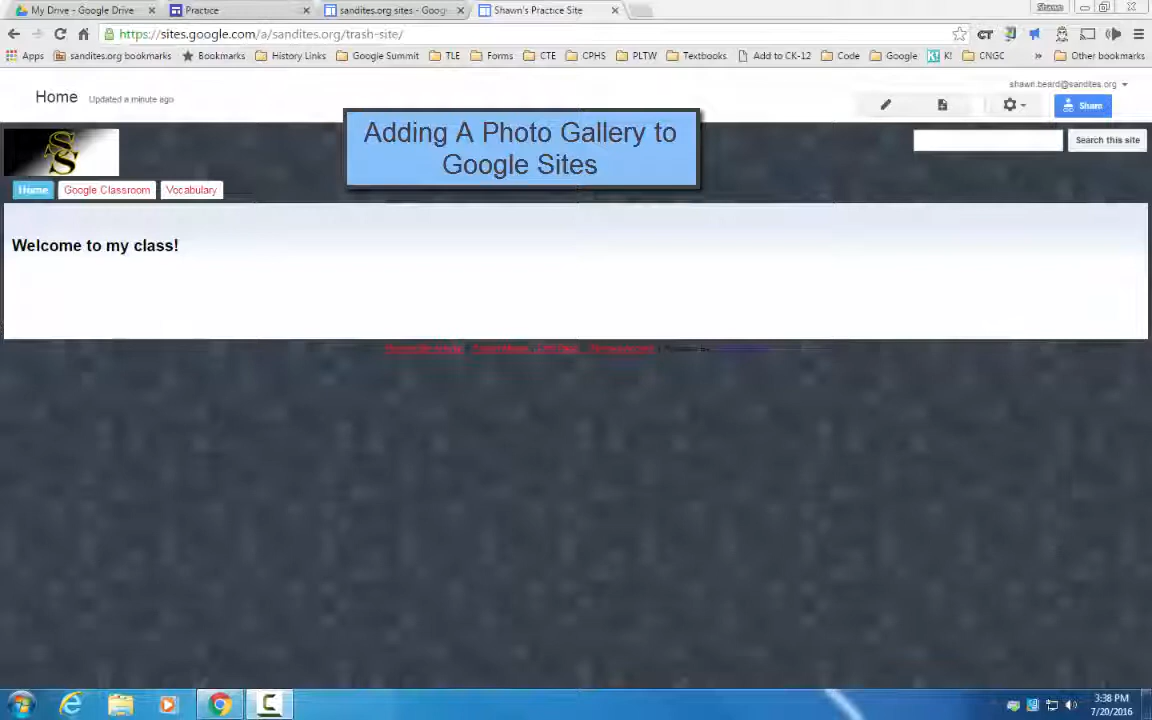 My Drive - Google Drive
Practice
sandites.org sites - Goog
Shawn's Practice Site
Shawn
https://sites.google.com/a/sandites.org/trash-site/
Apps
sandites.org bookmarks
Bookmarks
History Links
Google Summit
TLE
Forms
CTE
CPHS
PLTW
Textbooks
Add to CK-12
Code
Google
K!
CNGC
»
Other bookmarks
shawn.beard@sandites.org
Home Updated a minute ago
Share
Adding A Photo Gallery to
Google Sites
SS
Search this site
Home
Google Classroom
Vocabulary
Welcome to my class!
3:38 PM
7/20/2016